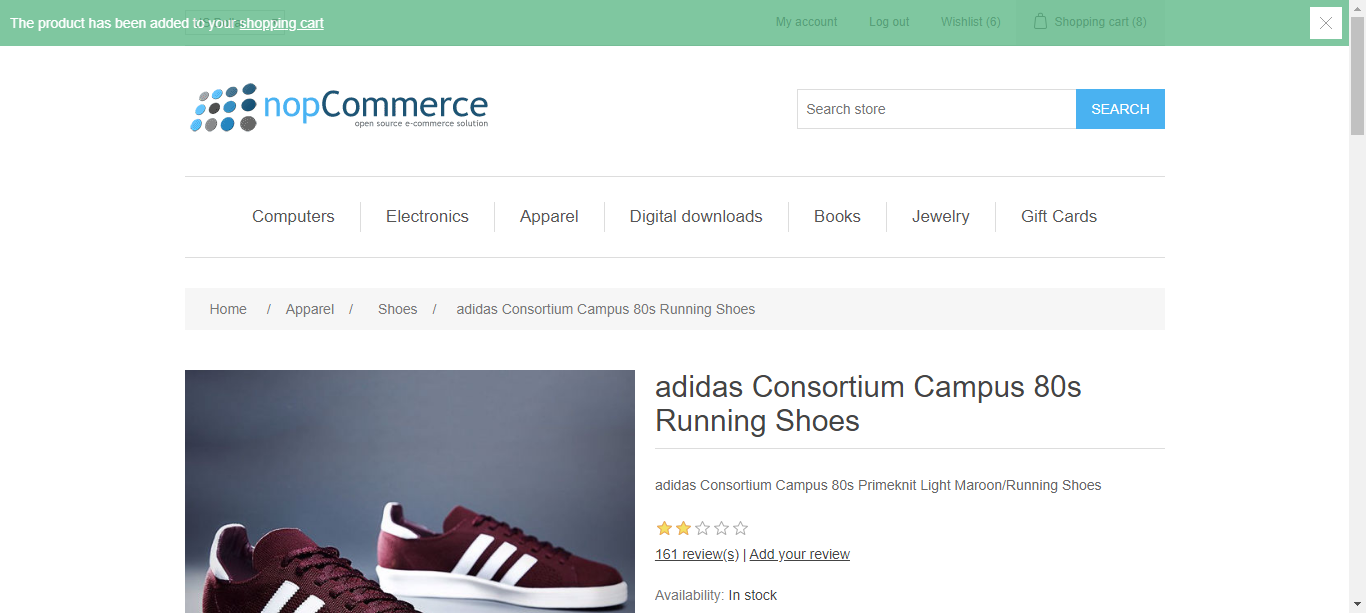 The product has been added to your shopping cart
My account
Log out
Wishlist (6)
Shopping cart (8)
nopCommerce
open source e-commerce solution
Search store
SEARCH
Computers
Electronics
Apparel
Digital downloads
Books
Jewelry
Gift Cards
Home / Apparel / Shoes / adidas Consortium Campus 80s Running Shoes
adidas Consortium Campus 80s
Running Shoes
adidas Consortium Campus 80s Primeknit Light Maroon/Running Shoes
161 review(s) | Add your review
Availability: In stock